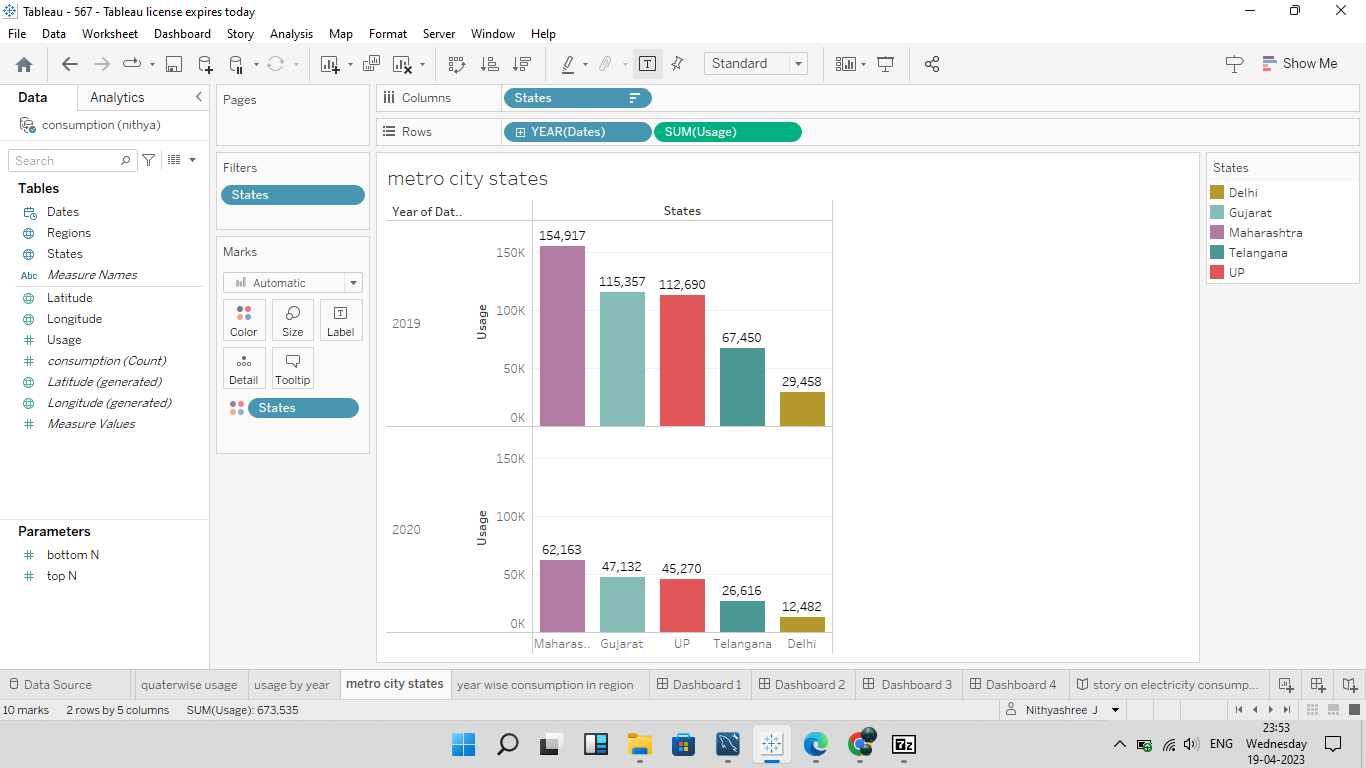 Tableau - 567 - Tableau license expires today
File Data Worksheet Dashboard Story Analysis Map Format Server Window Help
Standard
Show Me
Data Analytics
consumption (nithya)
Search
Tables
Dates
Regions
States
Abc Measure Names
Latitude
Longitude
Usage
consumption (Count)
Latitude (generated)
Longitude (generated)
Measure Values
Parameters
bottom N
top N
Pages
Filters
States
Marks
Automatic
Color Size Label
Detail Tooltip
States
Columns States
Rows YEAR(Dates) SUM(Usage)
metro city states
Year of Dat.. States
2019
Usage
150K
100K
50K
0K
154,917 115,357 112,690 67,450 29,458
2020
Usage
150K
100K
50K
0K
62,163 47,132 45,270 26,616 12,482
Maharas.. Gujarat UP Telangana Delhi
States
Delhi
Gujarat
Maharashtra
Telangana
UP
Data Source quaterwise usage usage by year metro city states year wise consumption in region Dashboard 1 Dashboard 2 Dashboard 3 Dashboard 4 story on electricity consump...
10 marks 2 rows by 5 columns SUM(Usage): 673,535 Nithyashree J
7z
ENG
23:53
Wednesday
19-04-2023